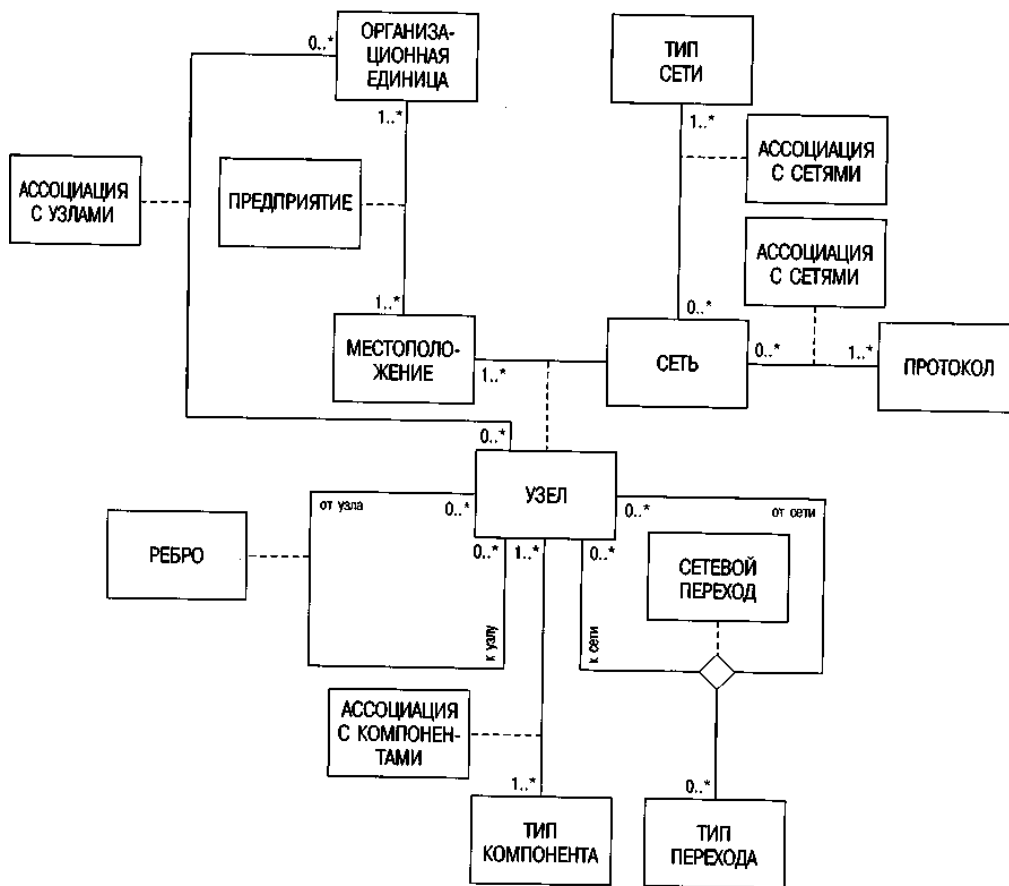 ОРГАНИЗА-
ЦИОННАЯ
ЕДИНИЦА
0..*
1..*
ТИП
СЕТИ
1..*
АССОЦИАЦИЯ
С УЗЛАМИ
ПРЕДПРИЯТИЕ
АССОЦИАЦИЯ
С СЕТЯМИ
АССОЦИАЦИЯ
С СЕТЯМИ
1..*
МЕСТОПОЛО-
ЖЕНИЕ
1..*
0..*
СЕТЬ
0..*
1..*
ПРОТОКОЛ
0..*
УЗЕЛ
от узла
0..*
0..*
от сети
РЕБРО
0..*
1..*
0..*
СЕТЕВОЙ
ПЕРЕХОД
к узлу
к сети
АССОЦИАЦИЯ
С КОМПОНЕН-
ТАМИ
1..*
ТИП
КОМПОНЕНТА
0..*
ТИП
ПЕРЕХОДА